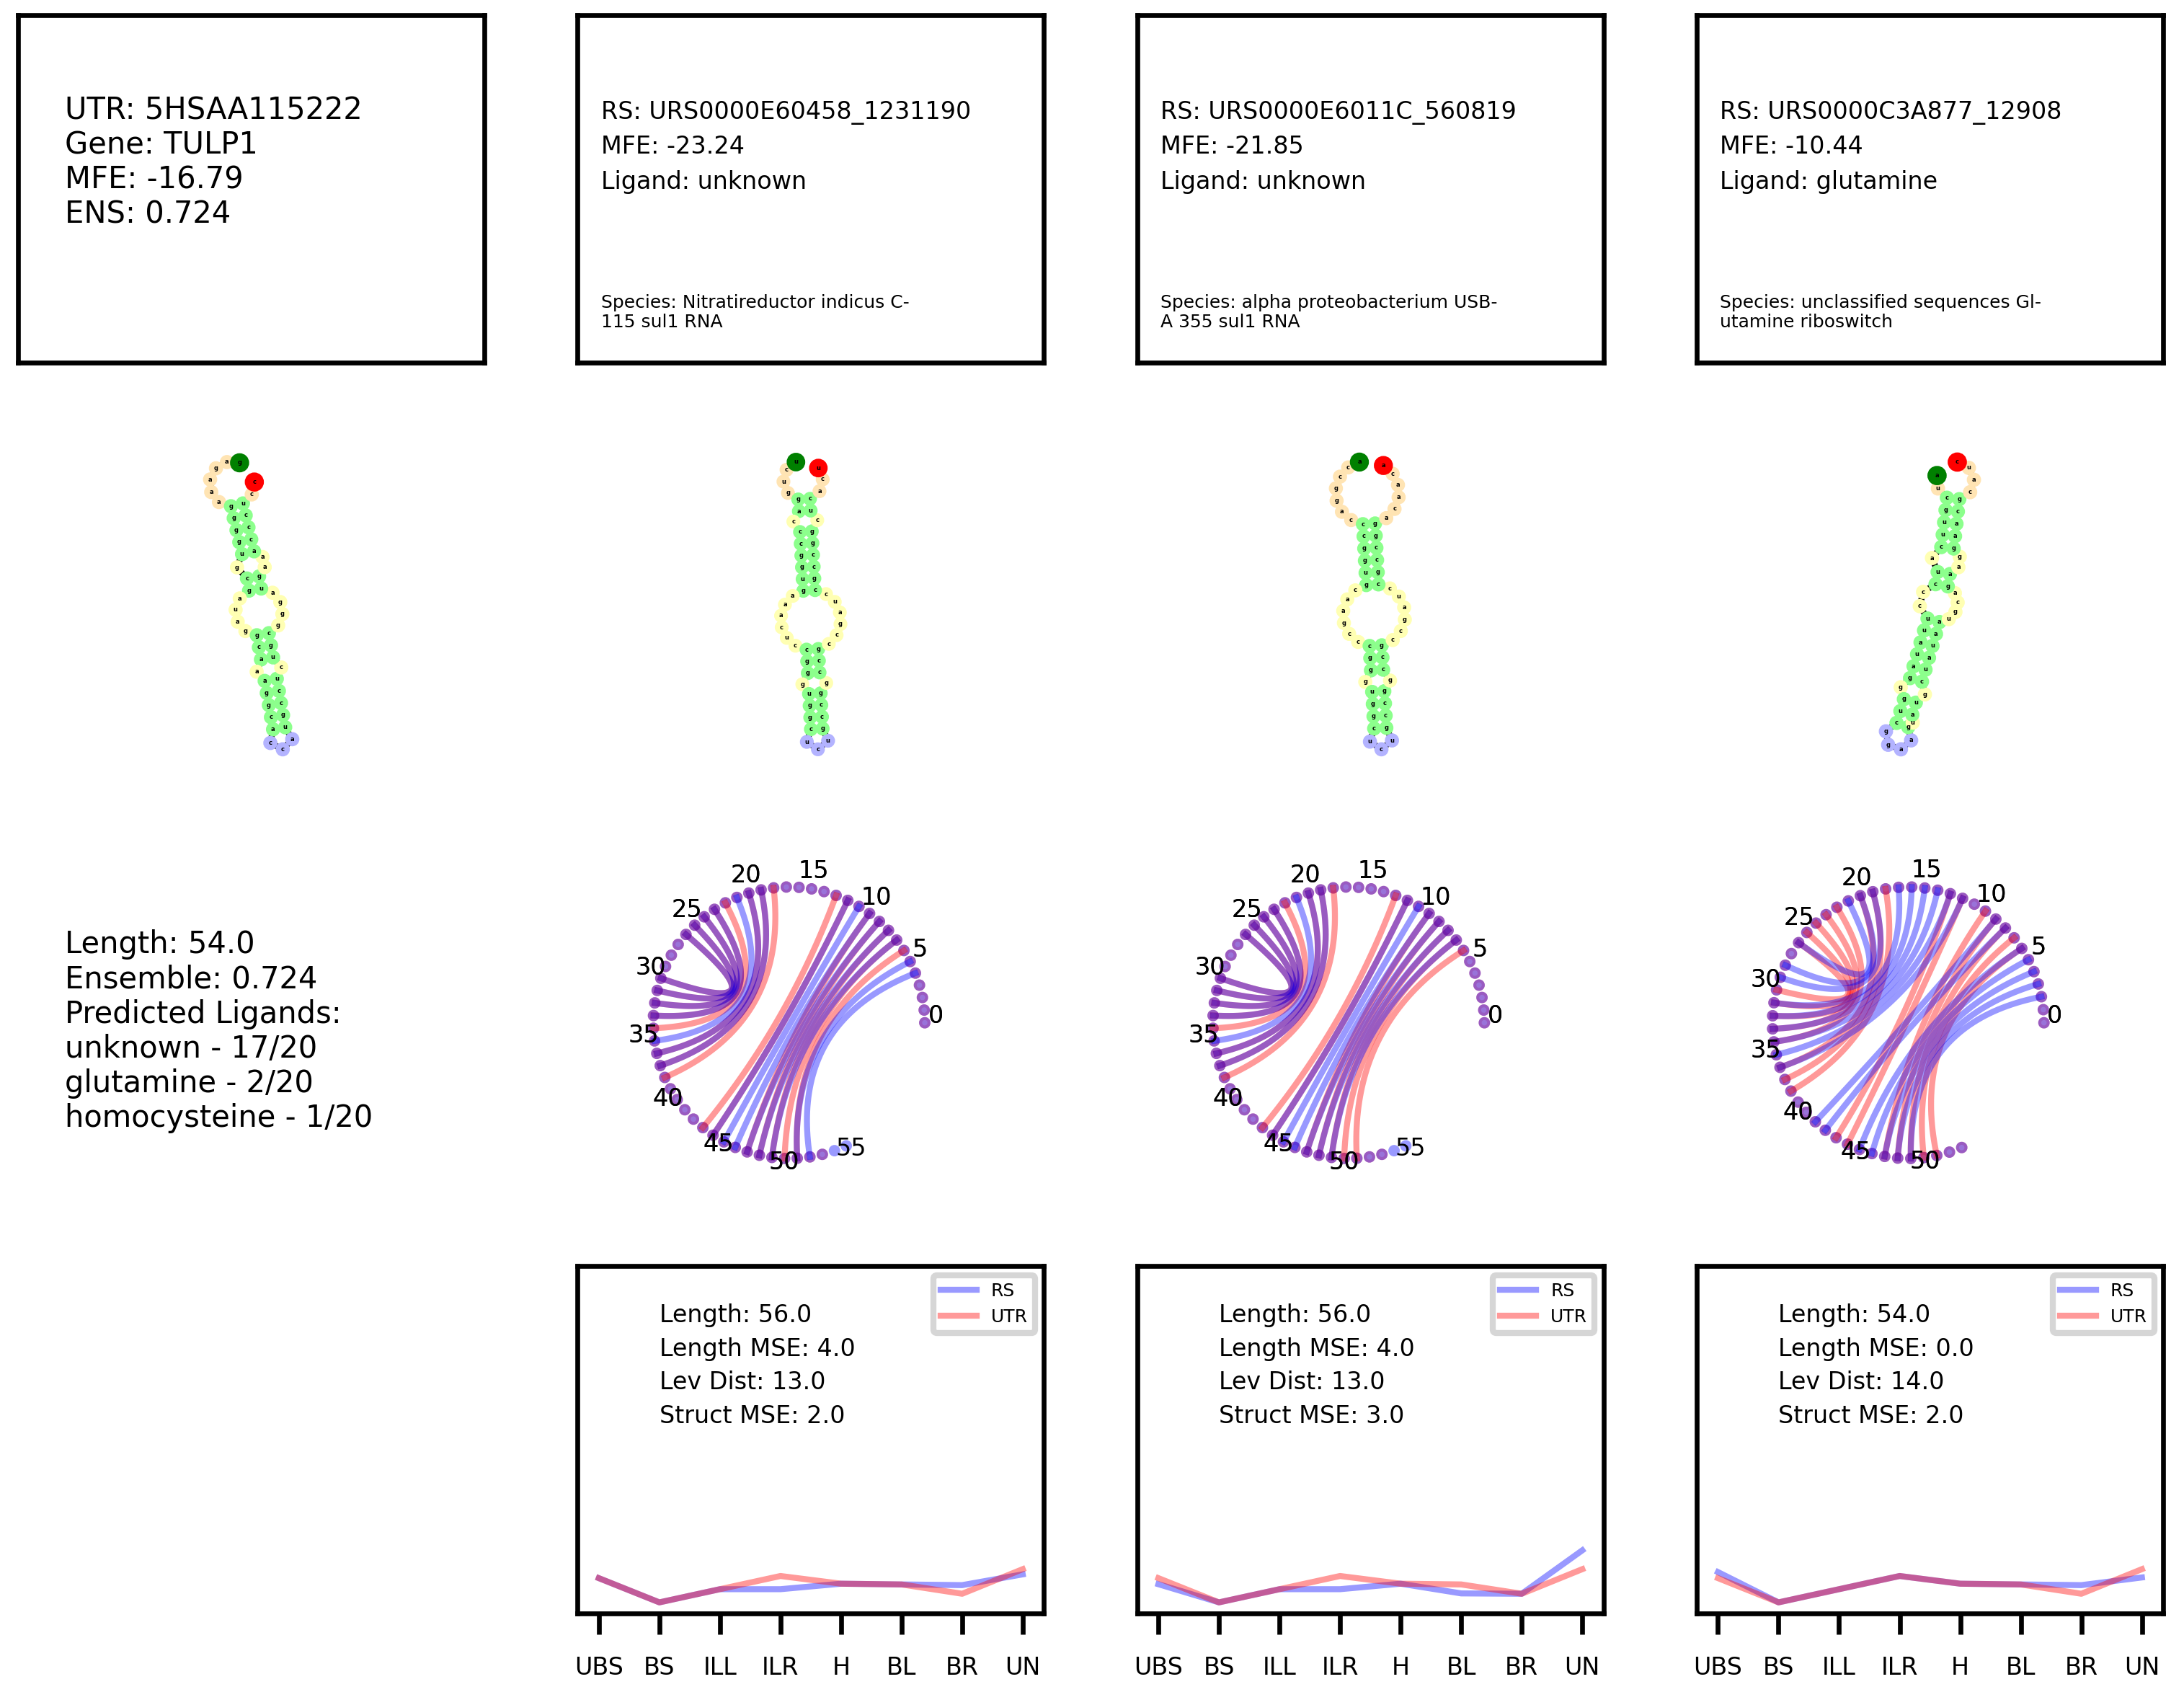 UTR: 5HSAA115222
Gene: TULP1
MFE: -16.79
ENS: 0.724
RS: URS0000E60458_1231190
MFE: -23.24
Ligand: unknown
Species: Nitratireductor indicus C-
115 sul1 RNA
RS: URS0000E6011C_560819
MFE: -21.85
Ligand: unknown
Species: alpha proteobacterium USB-
A 355 sul1 RNA
RS: URS0000C3A877_12908
MFE: -10.44
Ligand: glutamine
Species: unclassified sequences Gl-
utamine riboswitch
Length: 54.0
Ensemble: 0.724
Predicted Ligands:
unknown - 17/20
glutamine - 2/20
homocysteine - 1/20
0
5
10
15
20
25
30
35
40
45
50
55
0
5
10
15
20
25
30
35
40
45
50
55
0
5
10
15
20
25
30
35
40
45
50
RS
UTR
Length: 56.0
Length MSE: 4.0
Lev Dist: 13.0
Struct MSE: 2.0
UBS BS ILL ILR H BL BR UN
RS
UTR
Length: 56.0
Length MSE: 4.0
Lev Dist: 13.0
Struct MSE: 3.0
UBS BS ILL ILR H BL BR UN
RS
UTR
Length: 54.0
Length MSE: 0.0
Lev Dist: 14.0
Struct MSE: 2.0
UBS BS ILL ILR H BL BR UN